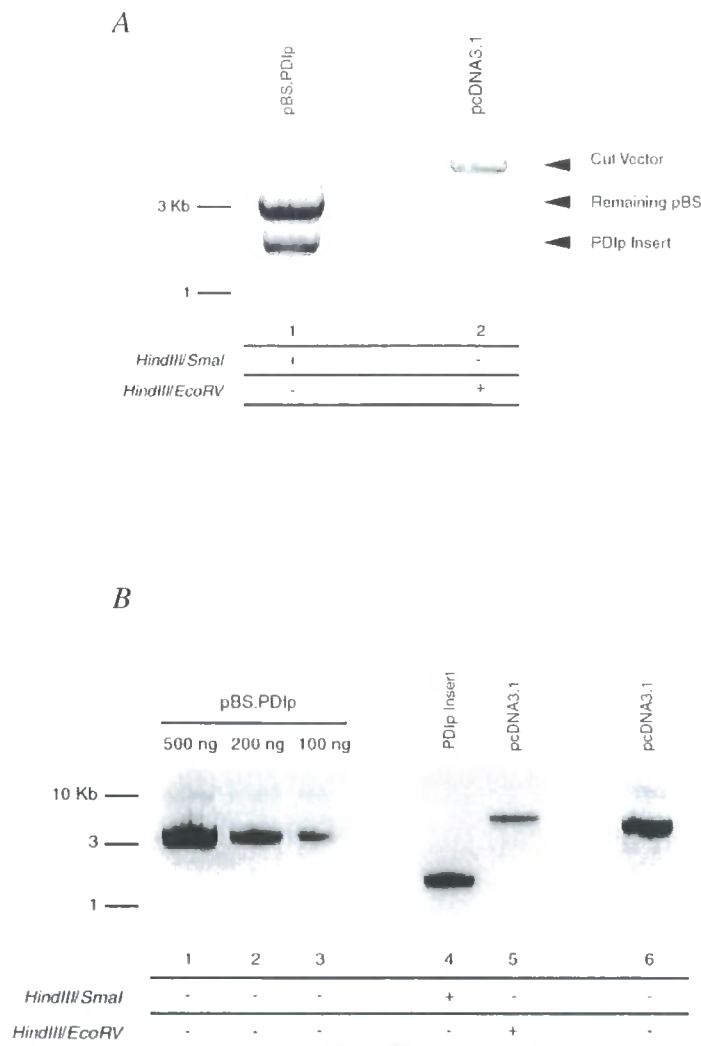 A
pBS.PDIp
pcDNA3.1
Cut Vector
3 Kb
Remaining pBS
PDIp Insert
1
1 2
HindIII/SmaI + -
HindIII/EcoRV - +
B
pBS.PDIp
PDIp Insert
pcDNA3.1
pcDNA3.1
500 ng 200 ng 100 ng
10 Kb
3
1
1 2 3 4 5 6
HindIII/SmaI - - - + - -
HindIII/EcoRV - - - - + -